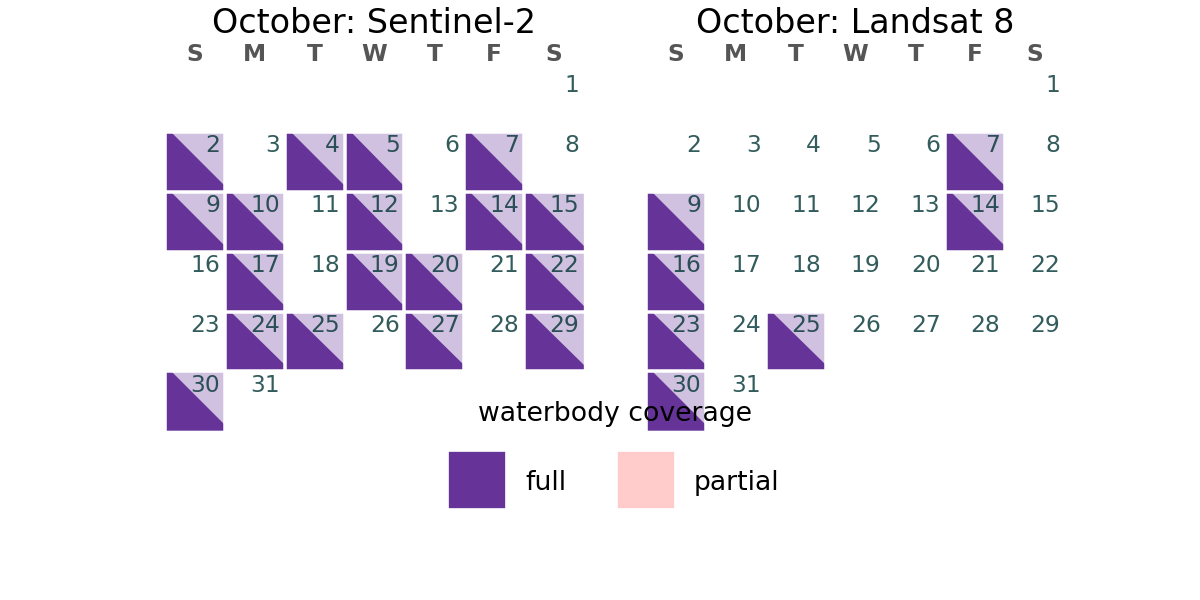 October: Sentinel-2
S M T W T F S
1
2 3 4 5 6 7 8
9 10 11 12 13 14 15
16 17 18 19 20 21 22
23 24 25 26 27 28 29
30 31
October: Landsat 8
S M T W T F S
1
2 3 4 5 6 7 8
9 10 11 12 13 14 15
16 17 18 19 20 21 22
23 24 25 26 27 28 29
30 31
waterbody coverage
full partial